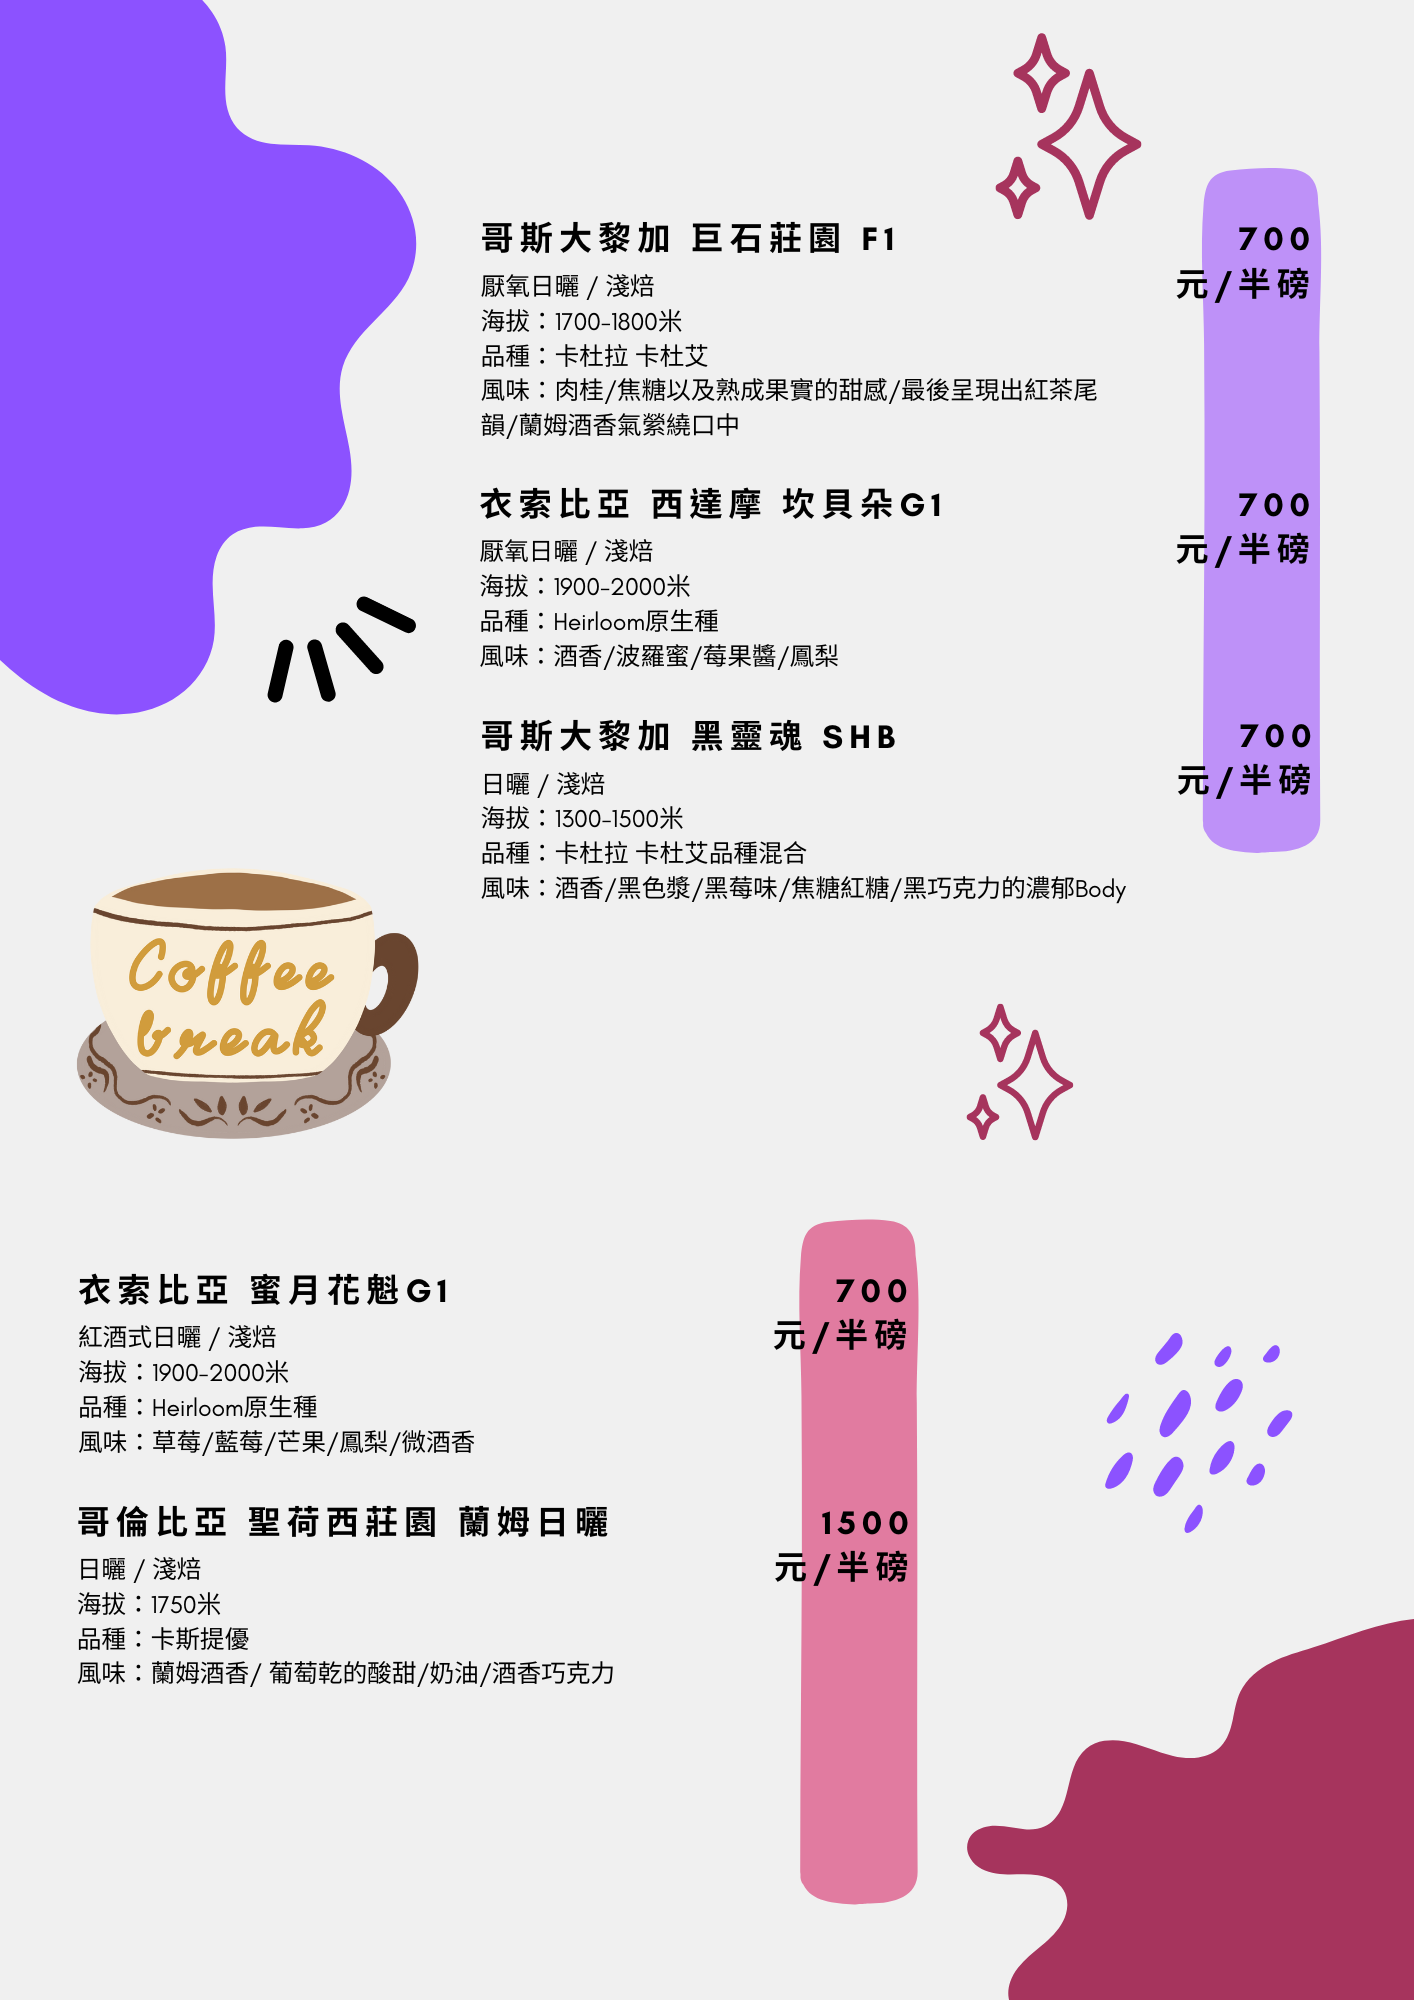 哥斯大黎加 巨石莊園 F1
700
元/半磅
厭氧日曬 / 淺焙
海拔：1700-1800米
品種：卡杜拉 卡杜艾
風味：肉桂/焦糖以及熟成果實的甜感/最後呈現出紅茶尾
韻/蘭姆酒香氣縈繞口中
衣索比亞 西達摩 坎貝朵G1
700
元/半磅
厭氧日曬 / 淺焙
海拔：1900-2000米
品種：Heirloom原生種
風味：酒香/波羅蜜/莓果醬/鳳梨
哥斯大黎加 黑靈魂 SHB
700
元/半磅
日曬 / 淺焙
海拔：1300-1500米
品種：卡杜拉 卡杜艾品種混合
風味：酒香/黑色漿/黑莓味/焦糖紅糖/黑巧克力的濃郁Body
Coffee
break
衣索比亞 蜜月花魁G1
700
元/半磅
紅酒式日曬 / 淺焙
海拔：1900-2000米
品種：Heirloom原生種
風味：草莓/藍莓/芒果/鳳梨/微酒香
哥倫比亞 聖荷西莊園 蘭姆日曬
1500
元/半磅
日曬 / 淺焙
海拔：1750米
品種：卡斯提優
風味：蘭姆酒香/ 葡萄乾的酸甜/奶油/酒香巧克力